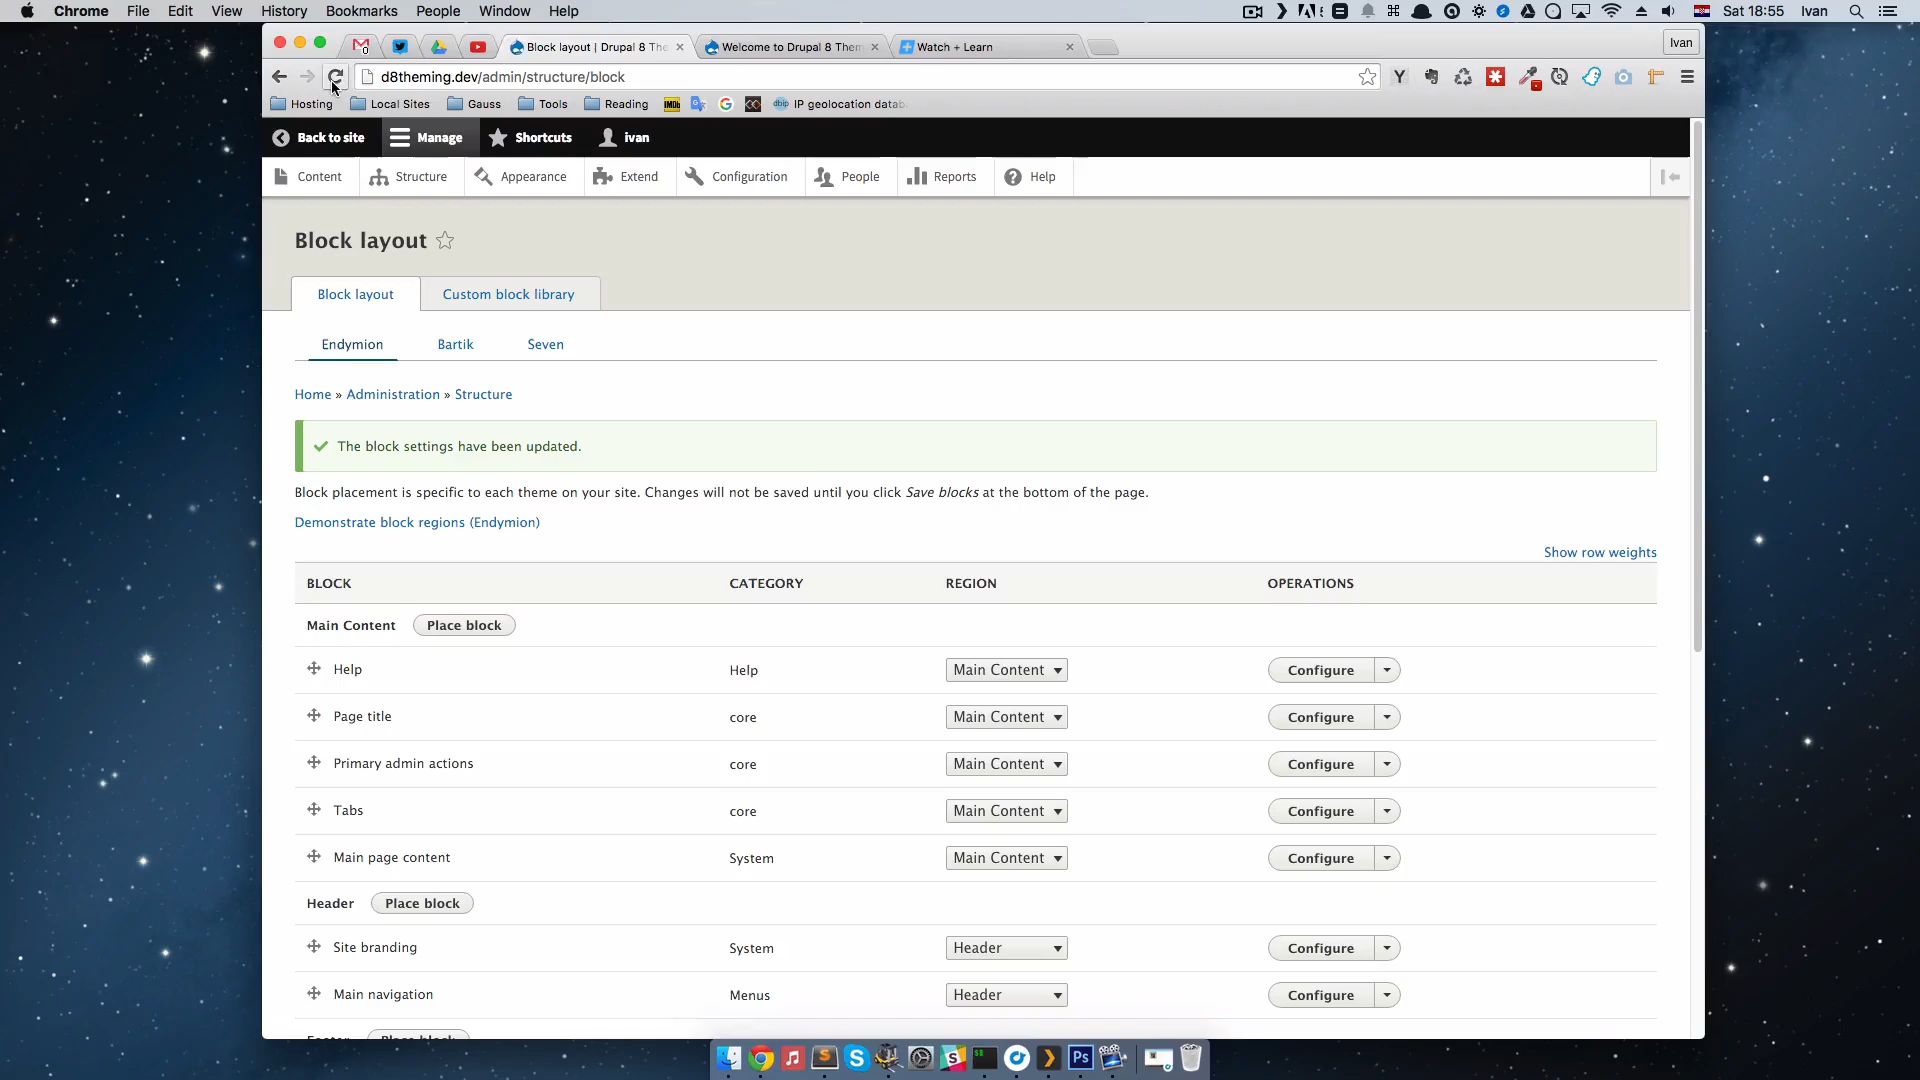 Chrome File Edit View History Bookmarks People Window Help
Sat 18:55 Ivan
Block layout | Drupal 8 The
Welcome to Drupal 8 Them
Watch + Learn
Ivan
d8theming.dev/admin/structure/block
Hosting Local Sites Gauss Tools Reading IP geolocation datab
Back to site Manage Shortcuts ivan
Content Structure Appearance Extend Configuration People Reports Help
Block layout
Block layout Custom block library
Endymion Bartik Seven
Home » Administration » Structure
The block settings have been updated.
Block placement is specific to each theme on your site. Changes will not be saved until you click Save blocks at the bottom of the page.
Demonstrate block regions (Endymion)
Show row weights
BLOCK CATEGORY REGION OPERATIONS
Main Content Place block
Help Help Main Content Configure
Page title core Main Content Configure
Primary admin actions core Main Content Configure
Tabs core Main Content Configure
Main page content System Main Content Configure
Header Place block
Site branding System Header Configure
Main navigation Menus Header Configure
Footer Place block